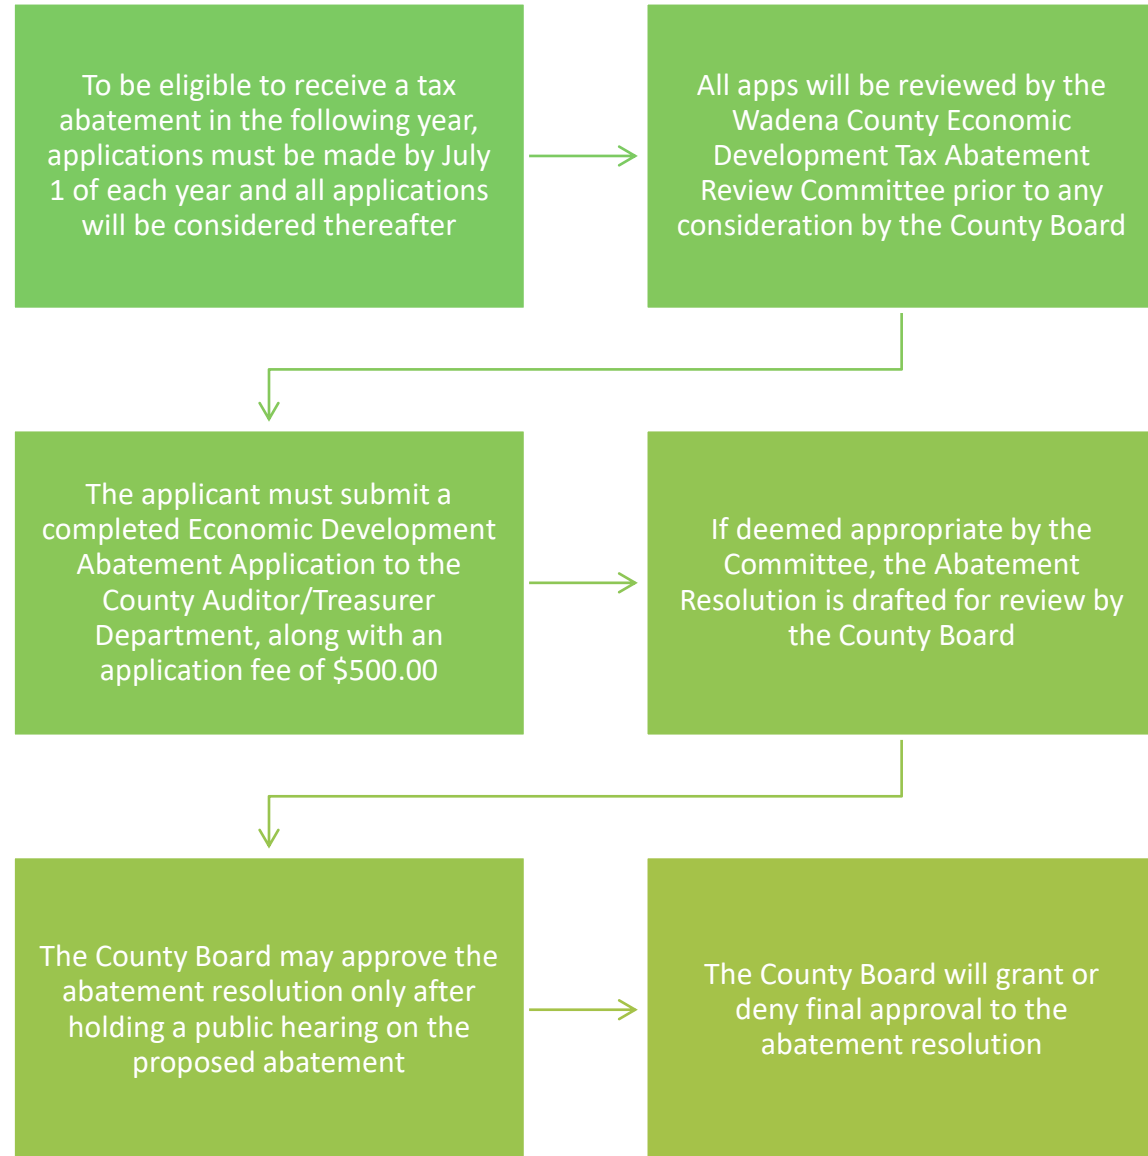 To be eligible to receive a tax
abatement in the following year,
applications must be made by July
1 of each year and all applications
will be considered thereafter
All apps will be reviewed by the
Wadena County Economic
Development Tax Abatement
Review Committee prior to any
consideration by the County Board
The applicant must submit a
completed Economic Development
Abatement Application to the
County Auditor/Treasurer
Department, along with an
application fee of $500.00
If deemed appropriate by the
Committee, the Abatement
Resolution is drafted for review by
the County Board
The County Board may approve the
abatement resolution only after
holding a public hearing on the
proposed abatement
The County Board will grant or
deny final approval to the
abatement resolution